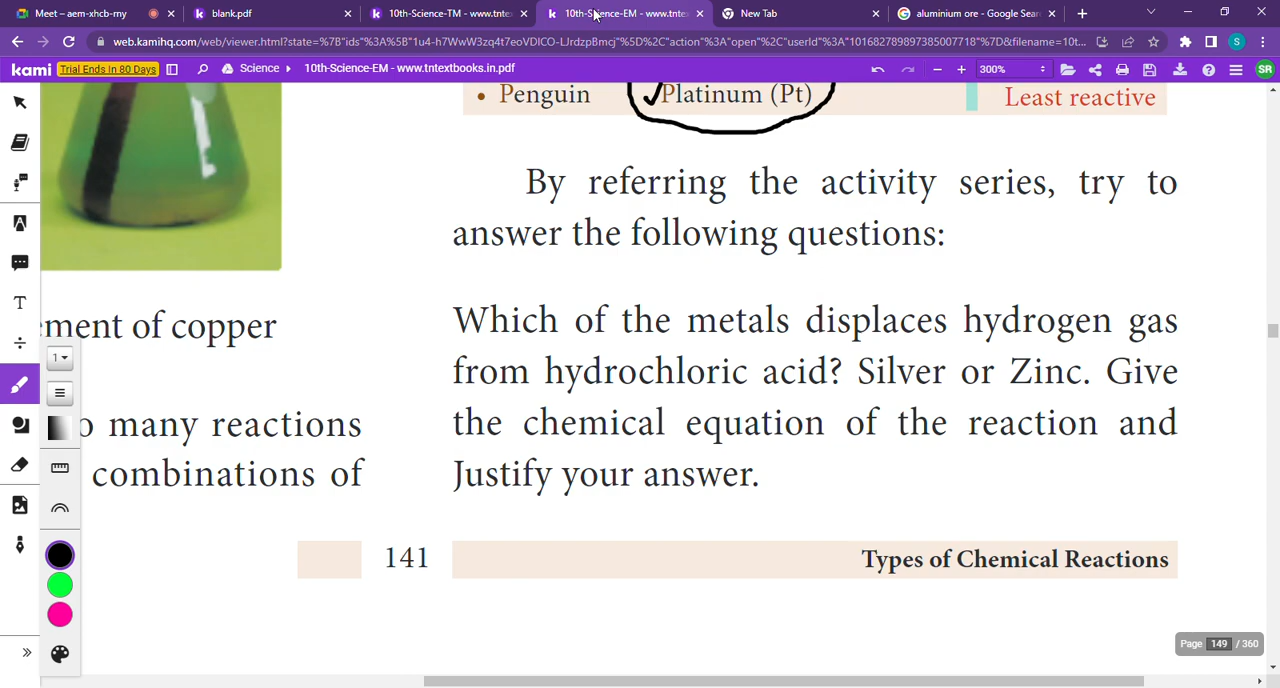 Meet – aem-xhcb-rny
blank.pdf
10th-Science-TM - www.tntex
10th-Science-EM - www.tntex
New Tab
aluminium ore - Google Sear
web.kamihq.com/web/viewer.html?state=%7B"ids"%3A%5B"1u4-h7WwW3zq4t7eoVDICO-LJrdzpBmcj"%5D%2C"action"%3A"open"%2C"userId"%3A"101682789897385007718"%7D&filename=10t...
S
kami
Trial Ends In 80 Days
Science
10th-Science-EM - www.tntextbooks.in.pdf
300%
SR
• Penguin Platinum (Pt) Least reactive
By referring the activity series, try to
answer the following questions:
ement of copper
Which of the metals displaces hydrogen gas
from hydrochloric acid? Silver or Zinc. Give
the chemical equation of the reaction and
Justify your answer.
o many reactions
combinations of
1
141
Types of Chemical Reactions
Page 149 / 360